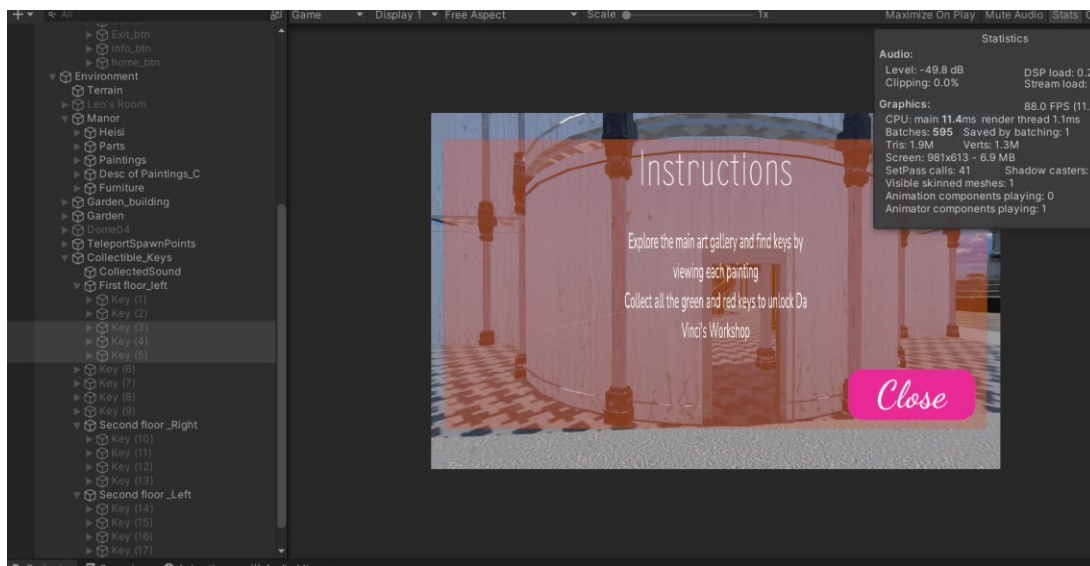 All
Game Display 1 Free Aspect Scale 1x Maximize On Play Mute Audio Stats
Exit_btn
info_btn
home_btn
Environment
Terrain
Leo's Room
Manor
Heisi
Parts
Paintings
Desc of Paintings_C
Furniture
Garden_building
Garden
Dome04
TeleportSpawnPoints
Collectible_Keys
CollectedSound
First floor_left
Key (1)
Key (2)
Key (3)
Key (4)
Key (5)
Key (6)
Key (7)
Key (8)
Key (9)
Second floor _Right
Key (10)
Key (11)
Key (12)
Key (13)
Second floor _Left
Key (14)
Key (15)
Key (16)
Key (17)
Instructions
Explore the main art gallery and find keys by
viewing each painting
Collect all the green and red keys to unlock Da
Vinci's Workshop
Close
Statistics
Audio:
Level: -49.8 dB DSP load: 0.2
Clipping: 0.0% Stream load:
Graphics: 88.0 FPS (11.
CPU: main 11.4ms render thread 1.1ms
Batches: 595 Saved by batching: 1
Tris: 1.9M Verts: 1.3M
Screen: 981x613 - 6.9 MB
SetPass calls: 41 Shadow casters:
Visible skinned meshes: 1
Animation components playing: 0
Animator components playing: 1